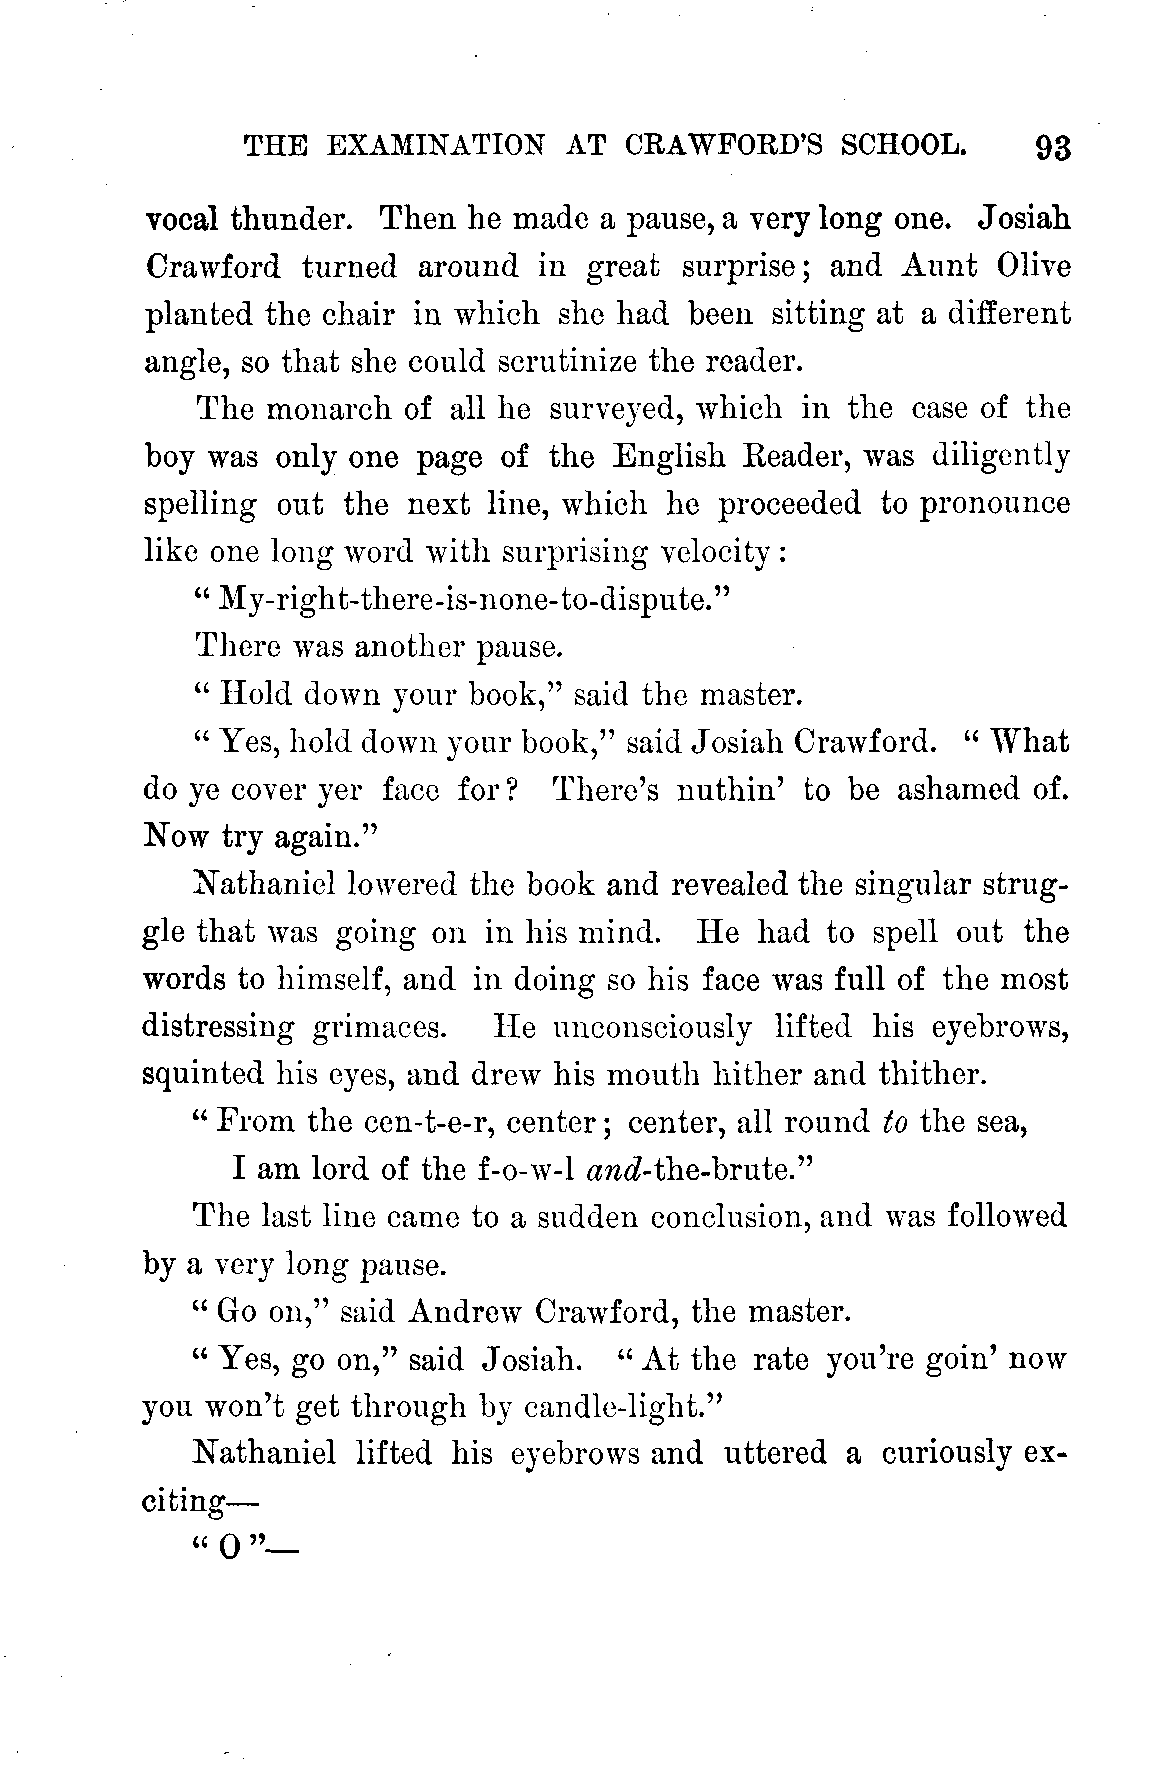 THE EXAMINATION AT CRAWFORD'S SCHOOL. 93
vocal thunder. Then he made a pause, a very long one. Josiah
Crawford turned around in great surprise; and Aunt Olive
planted the chair in which she had been sitting at a different
angle, so that she could scrutinize the reader.
The monarch of all he surveyed, which in the case of the
boy was only one page of the English Reader, was diligently
spelling out the next line, which he proceeded to pronounce
like one long word with surprising velocity:
"My-right-there-is-none-to-dispute."
There was another pause.
"Hold down your book," said the master.
"Yes, hold down your book," said Josiah Crawford. "What
do ye cover yer face for? There's nuthin' to be ashamed of.
Now try again."
Nathaniel lowered the book and revealed the singular strug-
gle that was going on in his mind. He had to spell out the
words to himself, and in doing so his face was full of the most
distressing grimaces. He unconsciously lifted his eyebrows,
squinted his eyes, and drew his mouth hither and thither.
"From the cen-t-e-r, center; center, all round to the sea,
I am lord of the f-o-w-l and-the-brute."
The last line came to a sudden conclusion, and was followed
by a very long pause.
"Go on," said Andrew Crawford, the master.
"Yes, go on," said Josiah. "At the rate you're goin' now
you won't get through by candle-light."
Nathaniel lifted his eyebrows and uttered a curiously ex-
citing—
"O"—